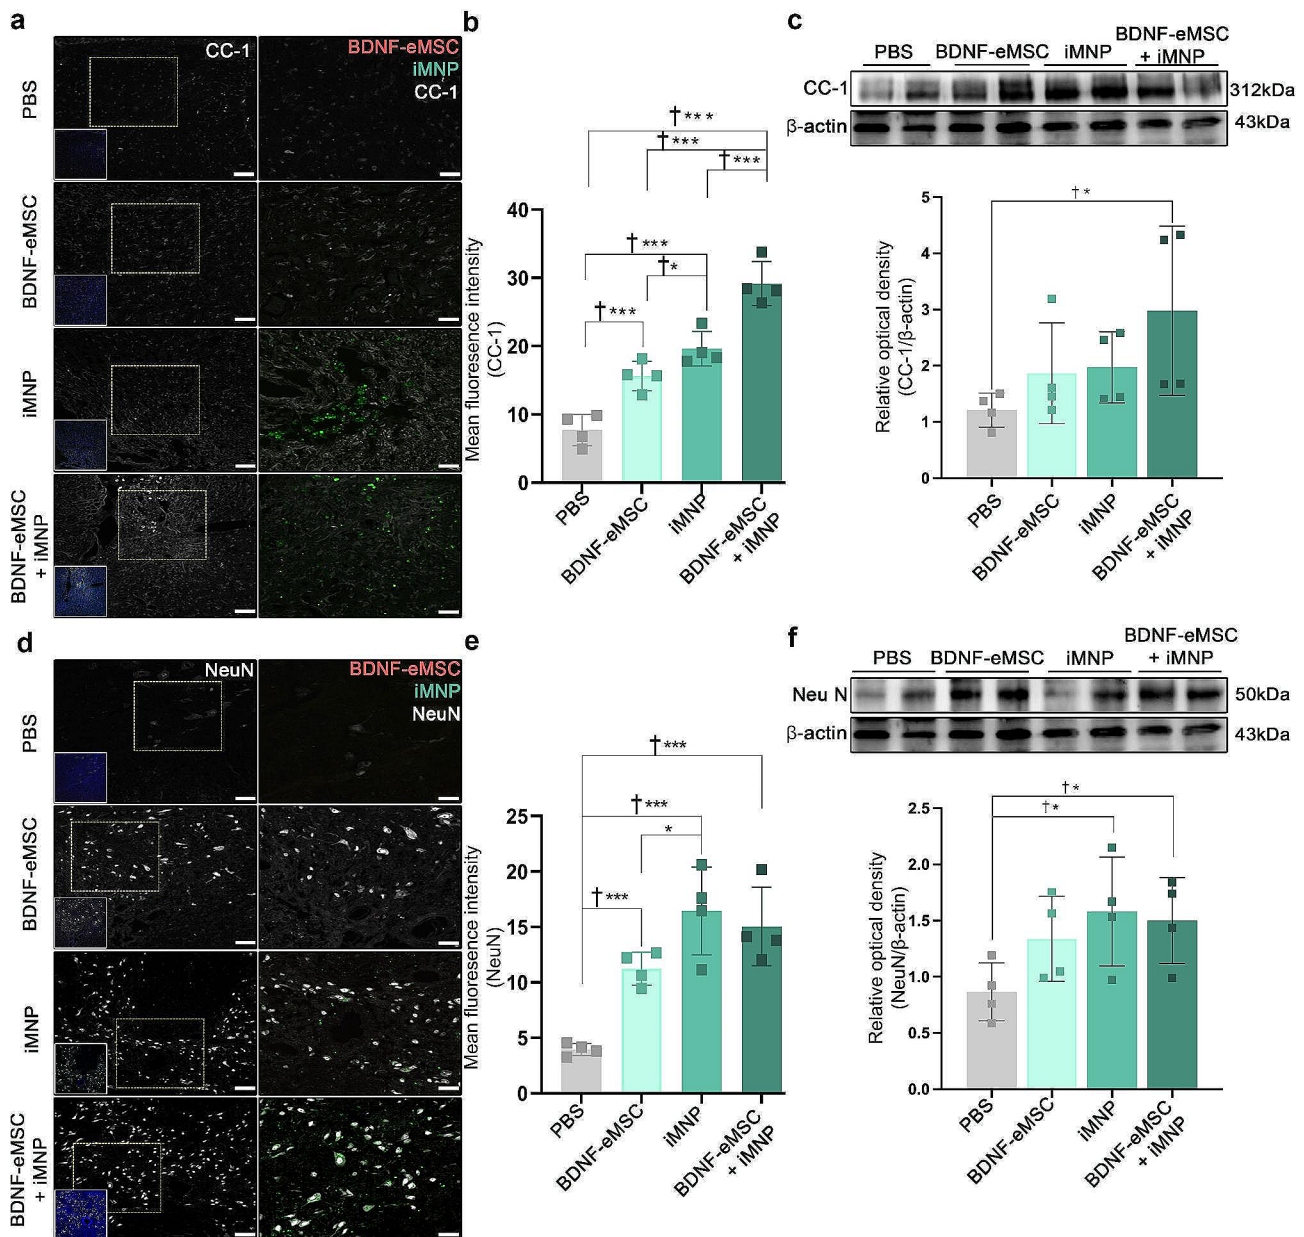 a
CC-1
BDNF-eMSC
iMNP
CC-1
PBS
BDNF-eMSC
iMNP
BDNF-eMSC
+ iMNP
b
†***
†***
†***
†***
†*
†***
Mean fluoresence intensity
(CC-1)
40
30
20
10
0
PBS
BDNF-eMSC
iMNP
BDNF-eMSC
+ iMNP
c
PBS
BDNF-eMSC
iMNP
BDNF-eMSC
+ iMNP
CC-1
312kDa
β-actin
43kDa
† *
Relative optical density
(CC-1/β-actin)
5
4
3
2
1
0
PBS
BDNF-eMSC
iMNP
BDNF-eMSC
+ iMNP
d
NeuN
BDNF-eMSC
iMNP
NeuN
PBS
BDNF-eMSC
iMNP
BDNF-eMSC
+ iMNP
e
†***
†***
*
†***
Mean fluoresence intensity
(NeuN)
25
20
15
10
5
0
PBS
BDNF-eMSC
iMNP
BDNF-eMSC
+ iMNP
f
PBS
BDNF-eMSC
iMNP
BDNF-eMSC
+ iMNP
Neu N
50kDa
β-actin
43kDa
†*
†*
Relative optical density
(NeuN/β-actin)
2.5
2.0
1.5
1.0
0.5
0.0
PBS
BDNF-eMSC
iMNP
BDNF-eMSC
+ iMNP